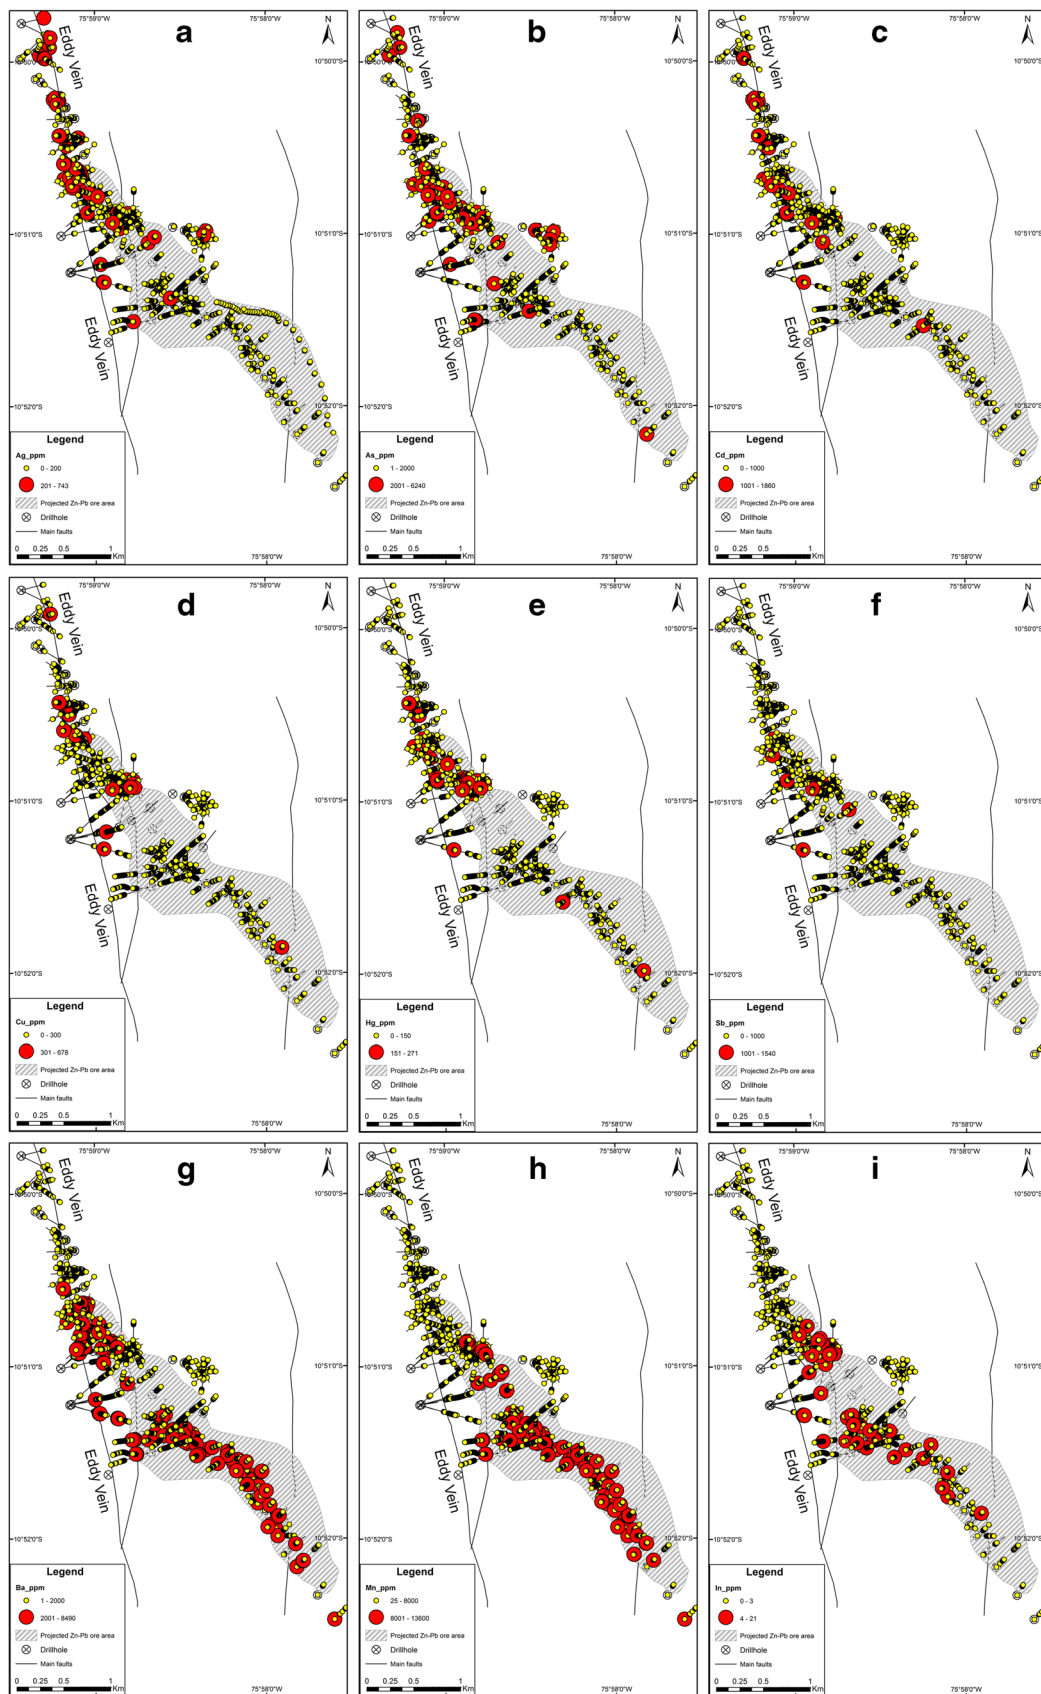 75°59'0"W 75°58'0"W
a
N
Eddy Vein
10°50'0"S
10°51'0"S
Eddy Vein
10°52'0"S
Legend
Ag_ppm
0 - 200
201 - 743
Projected Zn-Pb ore area
Drillhole
Main faults
0 0.25 0.5 1
Km
75°58'0"W
75°59'0"W 75°58'0"W
b
N
Eddy Vein
10°50'0"S
10°51'0"S
Eddy Vein
10°52'0"S
Legend
As_ppm
1 - 2000
2001 - 6240
Projected Zn-Pb ore area
Drillhole
Main faults
0 0.25 0.5 1
Km
75°58'0"W
75°59'0"W 75°58'0"W
c
N
Eddy Vein
10°50'0"S
10°51'0"S
Eddy Vein
10°52'0"S
Legend
Cd_ppm
0 - 1000
1001 - 1860
Projected Zn-Pb ore area
Drillhole
Main faults
0 0.25 0.5 1
Km
75°58'0"W
75°59'0"W 75°58'0"W
d
N
Eddy Vein
10°50'0"S
10°51'0"S
Eddy Vein
10°52'0"S
Legend
Cu_ppm
0 - 300
301 - 678
Projected Zn-Pb ore area
Drillhole
Main faults
0 0.25 0.5 1
Km
75°58'0"W
75°59'0"W 75°58'0"W
e
N
Eddy Vein
10°50'0"S
10°51'0"S
Eddy Vein
10°52'0"S
Legend
Hg_ppm
0 - 150
151 - 271
Projected Zn-Pb ore area
Drillhole
Main faults
0 0.25 0.5 1
Km
75°58'0"W
75°59'0"W 75°58'0"W
f
N
Eddy Vein
10°50'0"S
10°51'0"S
Eddy Vein
10°52'0"S
Legend
Sb_ppm
0 - 1000
1001 - 1540
Projected Zn-Pb ore area
Drillhole
Main faults
0 0.25 0.5 1
Km
75°58'0"W
75°59'0"W 75°58'0"W
g
N
Eddy Vein
10°50'0"S
10°51'0"S
Eddy Vein
10°52'0"S
Legend
Ba_ppm
1 - 2000
2001 - 8490
Projected Zn-Pb ore area
Drillhole
Main faults
0 0.25 0.5 1
Km
75°58'0"W
75°59'0"W 75°58'0"W
h
N
Eddy Vein
10°50'0"S
10°51'0"S
Eddy Vein
10°52'0"S
Legend
Mn_ppm
25 - 8000
8001 - 13600
Projected Zn-Pb ore area
Drillhole
Main faults
0 0.25 0.5 1
Km
75°58'0"W
75°59'0"W 75°58'0"W
i
N
Eddy Vein
10°50'0"S
10°51'0"S
Eddy Vein
10°52'0"S
Legend
In_ppm
0 - 3
4 - 21
Projected Zn-Pb ore area
Drillhole
Main faults
0 0.25 0.5 1
Km
75°58'0"W